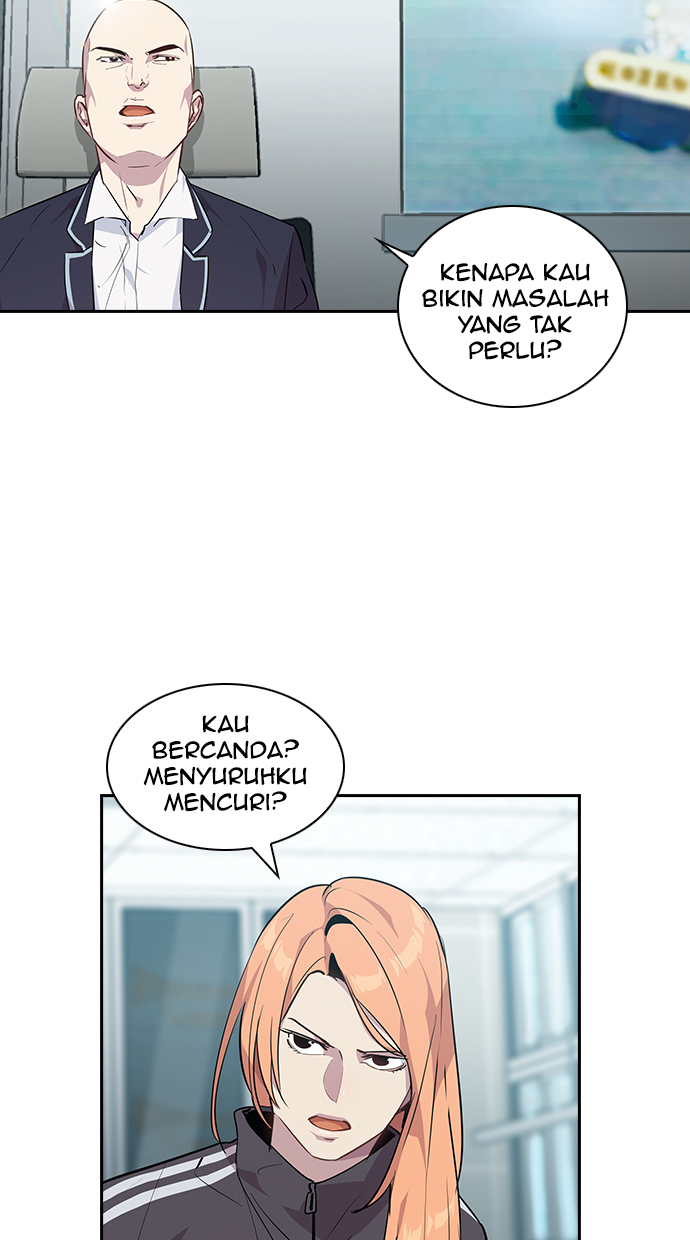 KENAPA KAU
BIKIN MASALAH
YANG TAK
PERLU?
KAU
BERCANDA?
MENYURUHKU
MENCURI?